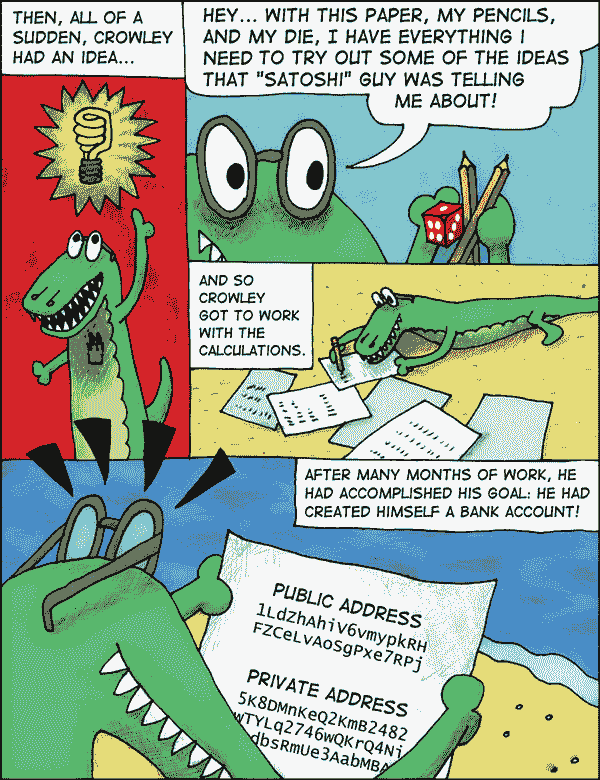 THEN, ALL OF A
SUDDEN, CROWLEY
HAD AN IDEA...
HEY... WITH THIS PAPER, MY PENCILS,
AND MY DIE, I HAVE EVERYTHING I
NEED TO TRY OUT SOME OF THE IDEAS
THAT "SATOSHI" GUY WAS TELLING
ME ABOUT!
AND SO
CROWLEY
GOT TO WORK
WITH THE
CALCULATIONS.
AFTER MANY MONTHS OF WORK, HE
HAD ACCOMPLISHED HIS GOAL: HE HAD
CREATED HIMSELF A BANK ACCOUNT!
PUBLIC ADDRESS
1LdZhAhiV6vmypkRH
FZCeLvAoSgPxe7RPj
PRIVATE ADDRESS
5K8DMnKeQ2KmB2482
wTYLq2746wQKrQ4Ni
dbsRmUe3AabMBA